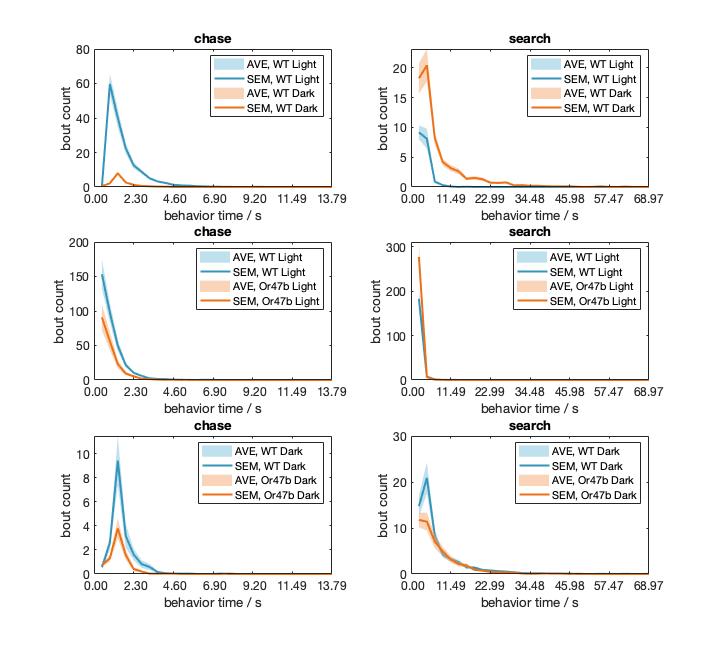 chase
bout count
80
60
40
20
0
AVE, WT Light
SEM, WT Light
AVE, WT Dark
SEM, WT Dark
0.00 2.30 4.60 6.90 9.20 11.49 13.79
behavior time / s
search
bout count
20
15
10
5
0
AVE, WT Light
SEM, WT Light
AVE, WT Dark
SEM, WT Dark
0.00 11.49 22.99 34.48 45.98 57.47 68.97
behavior time / s
chase
bout count
200
150
100
50
0
AVE, WT Light
SEM, WT Light
AVE, Or47b Light
SEM, Or47b Light
0.00 2.30 4.60 6.90 9.20 11.49 13.79
behavior time / s
search
bout count
300
200
100
0
AVE, WT Light
SEM, WT Light
AVE, Or47b Light
SEM, Or47b Light
0.00 11.49 22.99 34.48 45.98 57.47 68.97
behavior time / s
chase
bout count
10
8
6
4
2
0
AVE, WT Dark
SEM, WT Dark
AVE, Or47b Dark
SEM, Or47b Dark
0.00 2.30 4.60 6.90 9.20 11.49 13.79
behavior time / s
search
bout count
30
20
10
0
AVE, WT Dark
SEM, WT Dark
AVE, Or47b Dark
SEM, Or47b Dark
0.00 11.49 22.99 34.48 45.98 57.47 68.97
behavior time / s